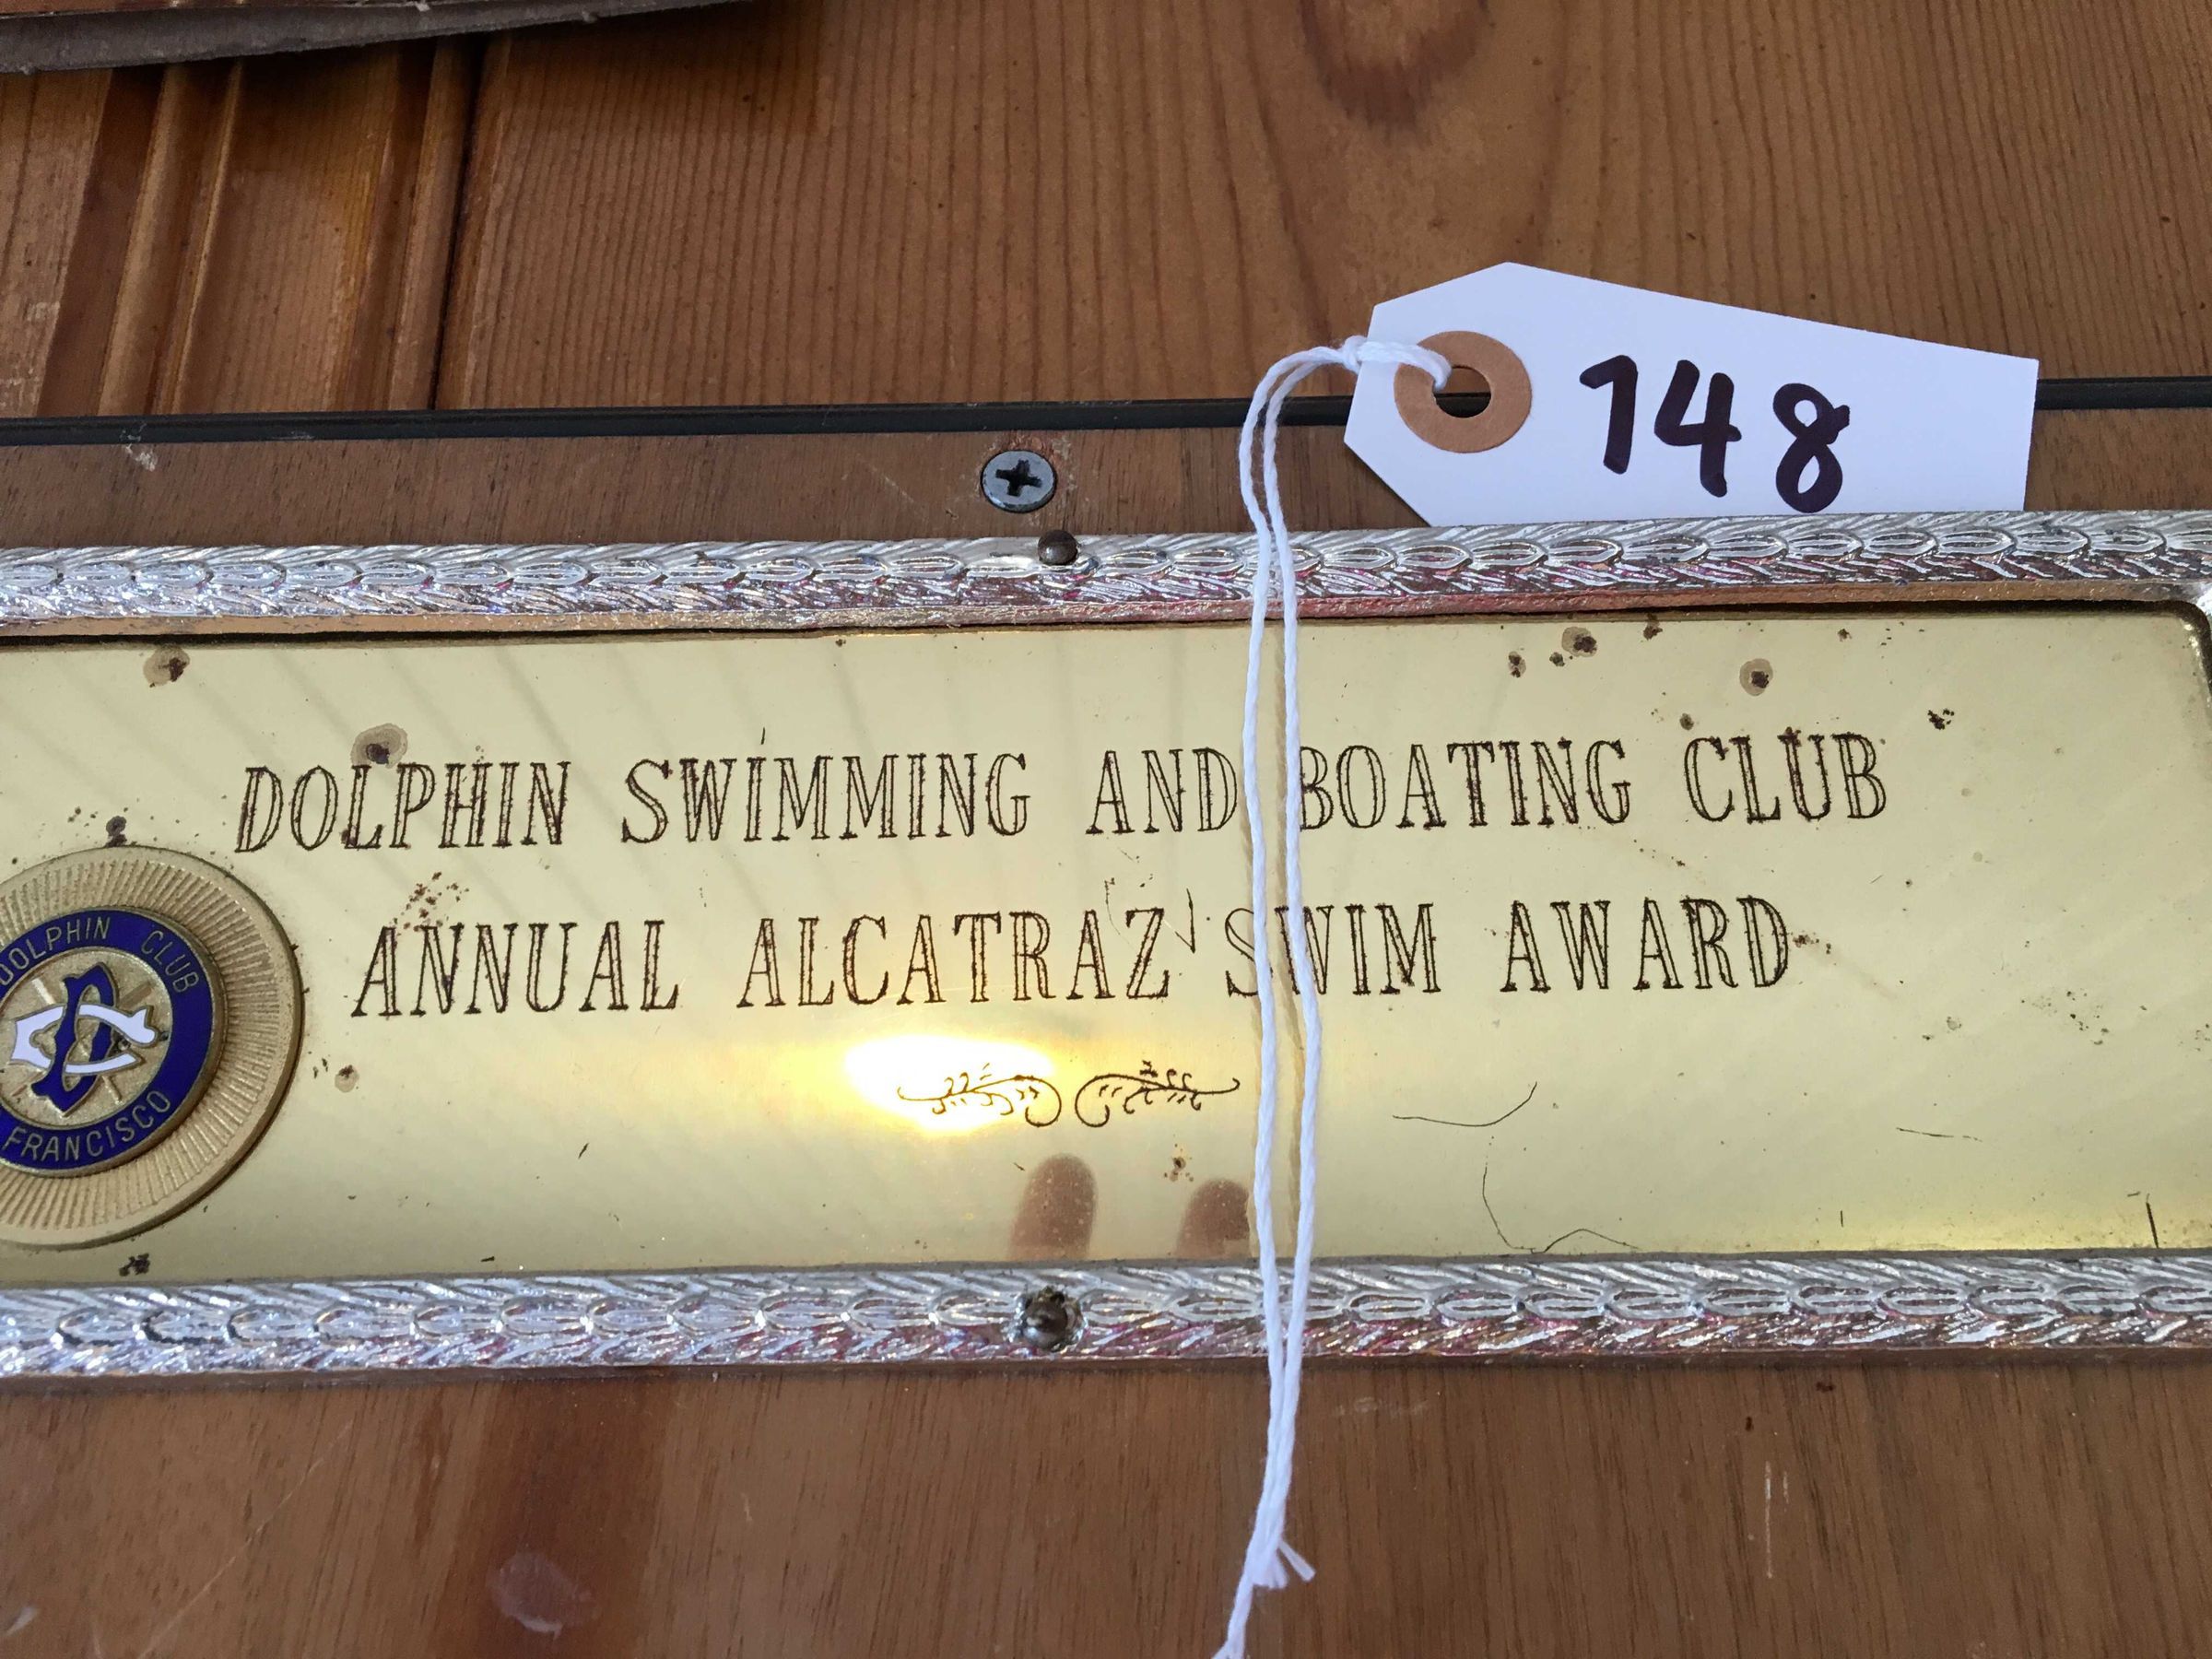 148
DOLPHIN SWIMMING AND BOATING CLUB
ANNUAL ALCATRAZ SWIM AWARD
DOLPHIN CLUB
FRANCISCO